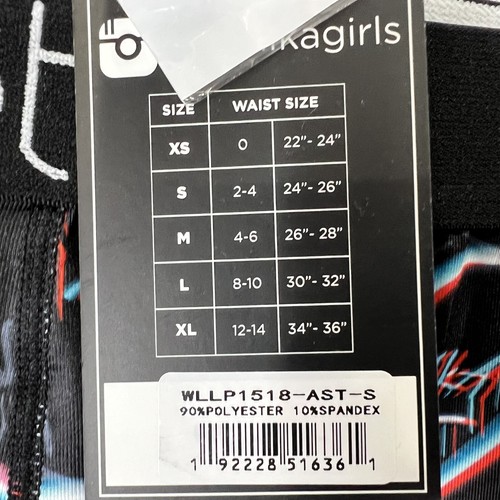 kagirls
SIZE WAIST SIZE
XS 0 22"- 24"
S 2-4 24"- 26"
M 4-6 26"- 28"
L 8-10 30"- 32"
XL 12-14 34"- 36"
WLLP1518-AST-S
90%POLYESTER 10%SPANDEX
1 92228 51636 1